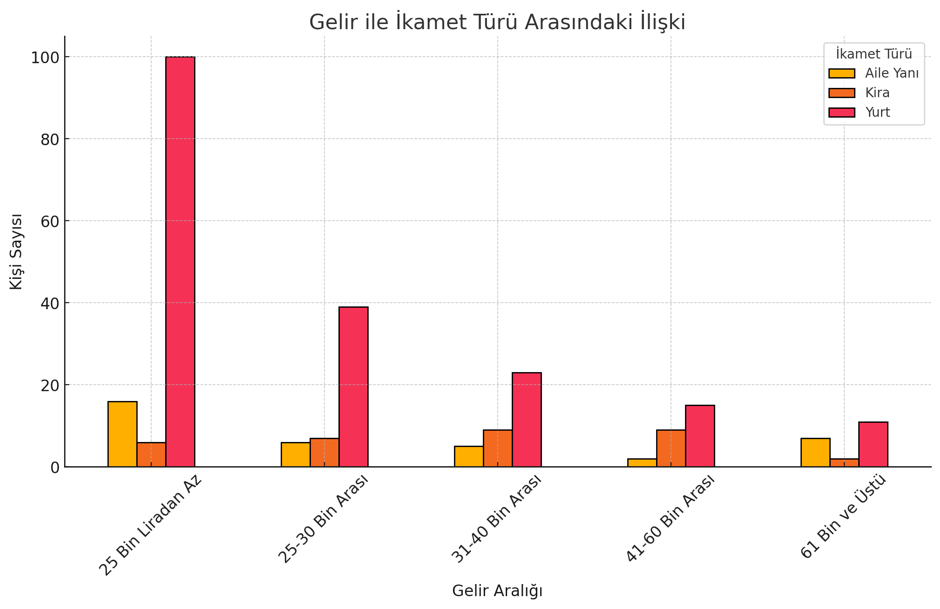 Gelir ile İkamet Türü Arasındaki İlişki
İkamet Türü
Aile Yanı
Kira
Yurt
Kişi Sayısı
100
80
60
40
20
0
25 Bin Liradan Az
25-30 Bin Arası
31-40 Bin Arası
41-60 Bin Arası
61 Bin ve Üstü
Gelir Aralığı